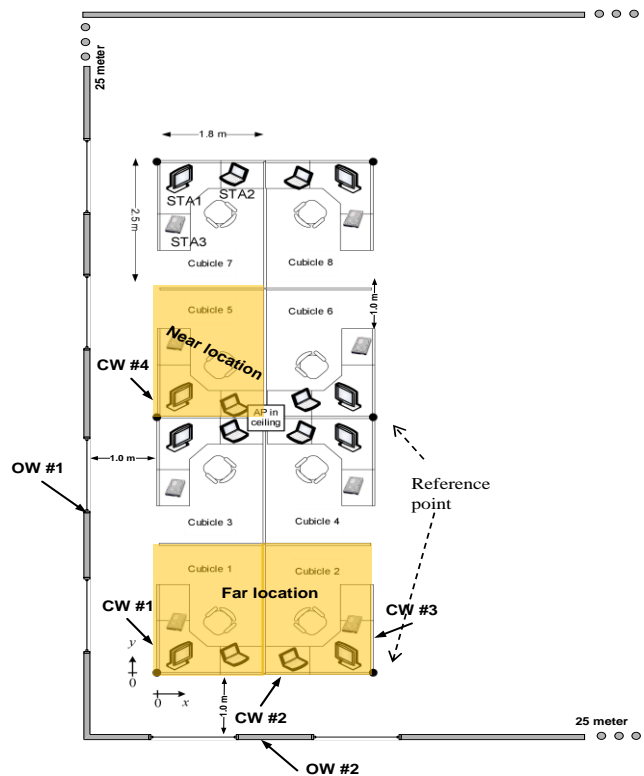 25 meter
1.8 m
STA1
STA2
STA3
2.5 m
Cubicle 7
Cubicle 8
Cubicle 5
Cubicle 6
1.0 m
Near location
CW #4
AP in
ceiling
1.0 m
OW #1
Reference
point
Cubicle 3
Cubicle 4
Cubicle 1
Cubicle 2
Far location
CW #1
CW #3
y
0
0
x
1.0 m
CW #2
25 meter
OW #2